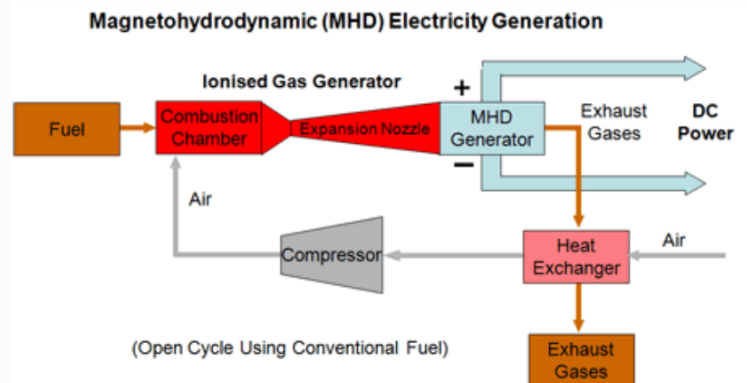 Magnetohydrodynamic (MHD) Electricity Generation
Ionised Gas Generator
Fuel
Combustion
Chamber
Expansion Nozzle
+
MHD
Generator
−
Exhaust
Gases
DC
Power
Air
Compressor
Heat
Exchanger
Air
(Open Cycle Using Conventional Fuel)
Exhaust
Gases